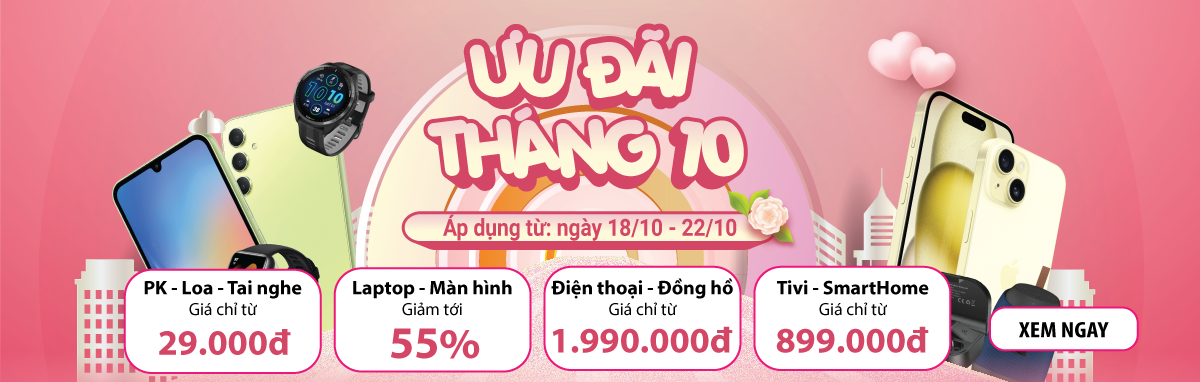 ƯU ĐÃI
THÁNG 10
Áp dụng từ: ngày 18/10 - 22/10
PK - Loa - Tai nghe
Giá chỉ từ
29.000đ
Laptop - Màn hình
Giảm tới
55%
Điện thoại - Đồng hồ
Giá chỉ từ
1.990.000đ
Tivi - SmartHome
Giá chỉ từ
899.000đ
XEM NGAY